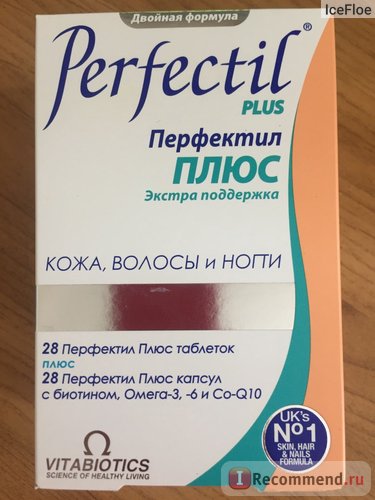 IceFloe
Двойная формула
Perfectil®
PLUS
Перфектил
ПЛЮС
Экстра поддержка
КОЖА, ВОЛОСЫ и НОГТИ
28 Перфектил Плюс таблеток
плюс
28 Перфектил Плюс капсул
с биотином, Омега-3, -6 и Co-Q10
UK's
No1
SKIN, HAIR
& NAILS
FORMULA
VITABIOTICS
SCIENCE OF HEALTHY LIVING
I Recommend.ru